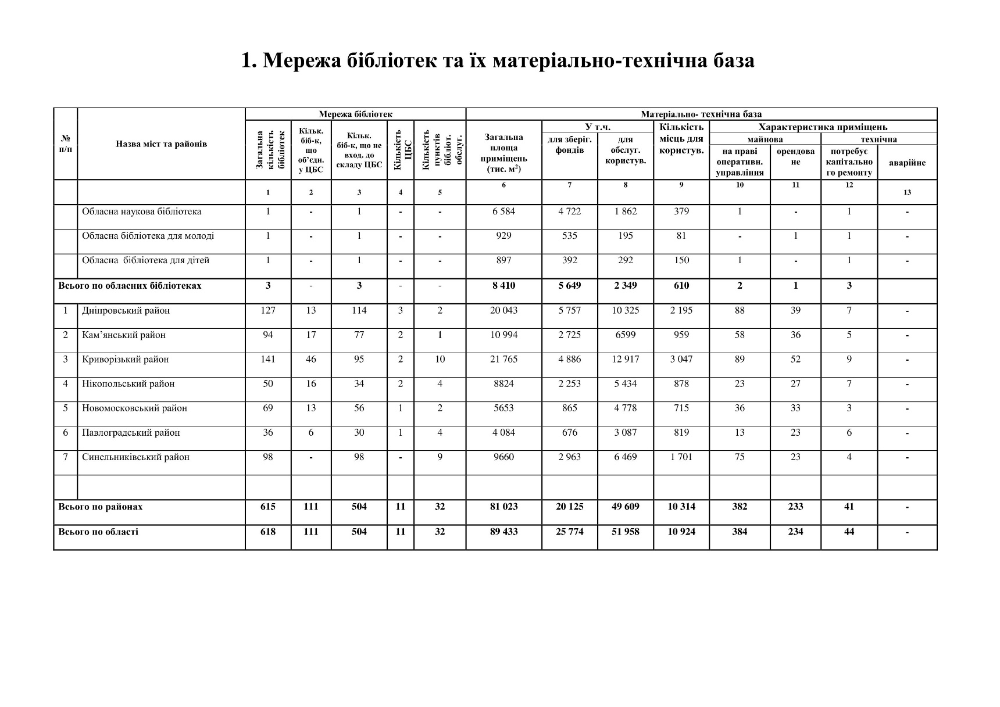 1. Мережа бібліотек та їх матеріально-технічна база
№ п/п Назва міст та районів Мережа бібліотек Матеріально- технічна база
Загальна кількість бібліотек Кільк. біб-к, що об’єдн. у ЦБС Кільк. біб-к, що не вход. до складу ЦБС Кількість ЦБС Кількість пунктів бібліот. обслуг. Загальна площа приміщень (тис. м²) У т.ч. Кількість місць для користув. Характеристика приміщень
для зберіг. фондів для обслуг. користув. майнова технічна
на праві оперативн. управління орендова не потребує капітально го ремонту аварійне
1 2 3 4 5 6 7 8 9 10 11 12 13
Обласна наукова бібліотека 1 - 1 - - 6 584 4 722 1 862 379 1 - 1 -
Обласна бібліотека для молоді 1 - 1 - - 929 535 195 81 - 1 1 -
Обласна бібліотека для дітей 1 - 1 - - 897 392 292 150 1 - 1 -
Всього по обласних бібліотеках 3 - 3 - - 8 410 5 649 2 349 610 2 1 3
1 Дніпровський район 127 13 114 3 2 20 043 5 757 10 325 2 195 88 39 7 -
2 Кам’янський район 94 17 77 2 1 10 994 2 725 6599 959 58 36 5 -
3 Криворізький район 141 46 95 2 10 21 765 4 886 12 917 3 047 89 52 9 -
4 Нікопольський район 50 16 34 2 4 8824 2 253 5 434 878 23 27 7 -
5 Новомосковський район 69 13 56 1 2 5653 865 4 778 715 36 33 3 -
6 Павлоградський район 36 6 30 1 4 4 084 676 3 087 819 13 23 6 -
7 Синельниківський район 98 - 98 - 9 9660 2 963 6 469 1 701 75 23 4 -
Всього по районах 615 111 504 11 32 81 023 20 125 49 609 10 314 382 233 41 -
Всього по області 618 111 504 11 32 89 433 25 774 51 958 10 924 384 234 44 -